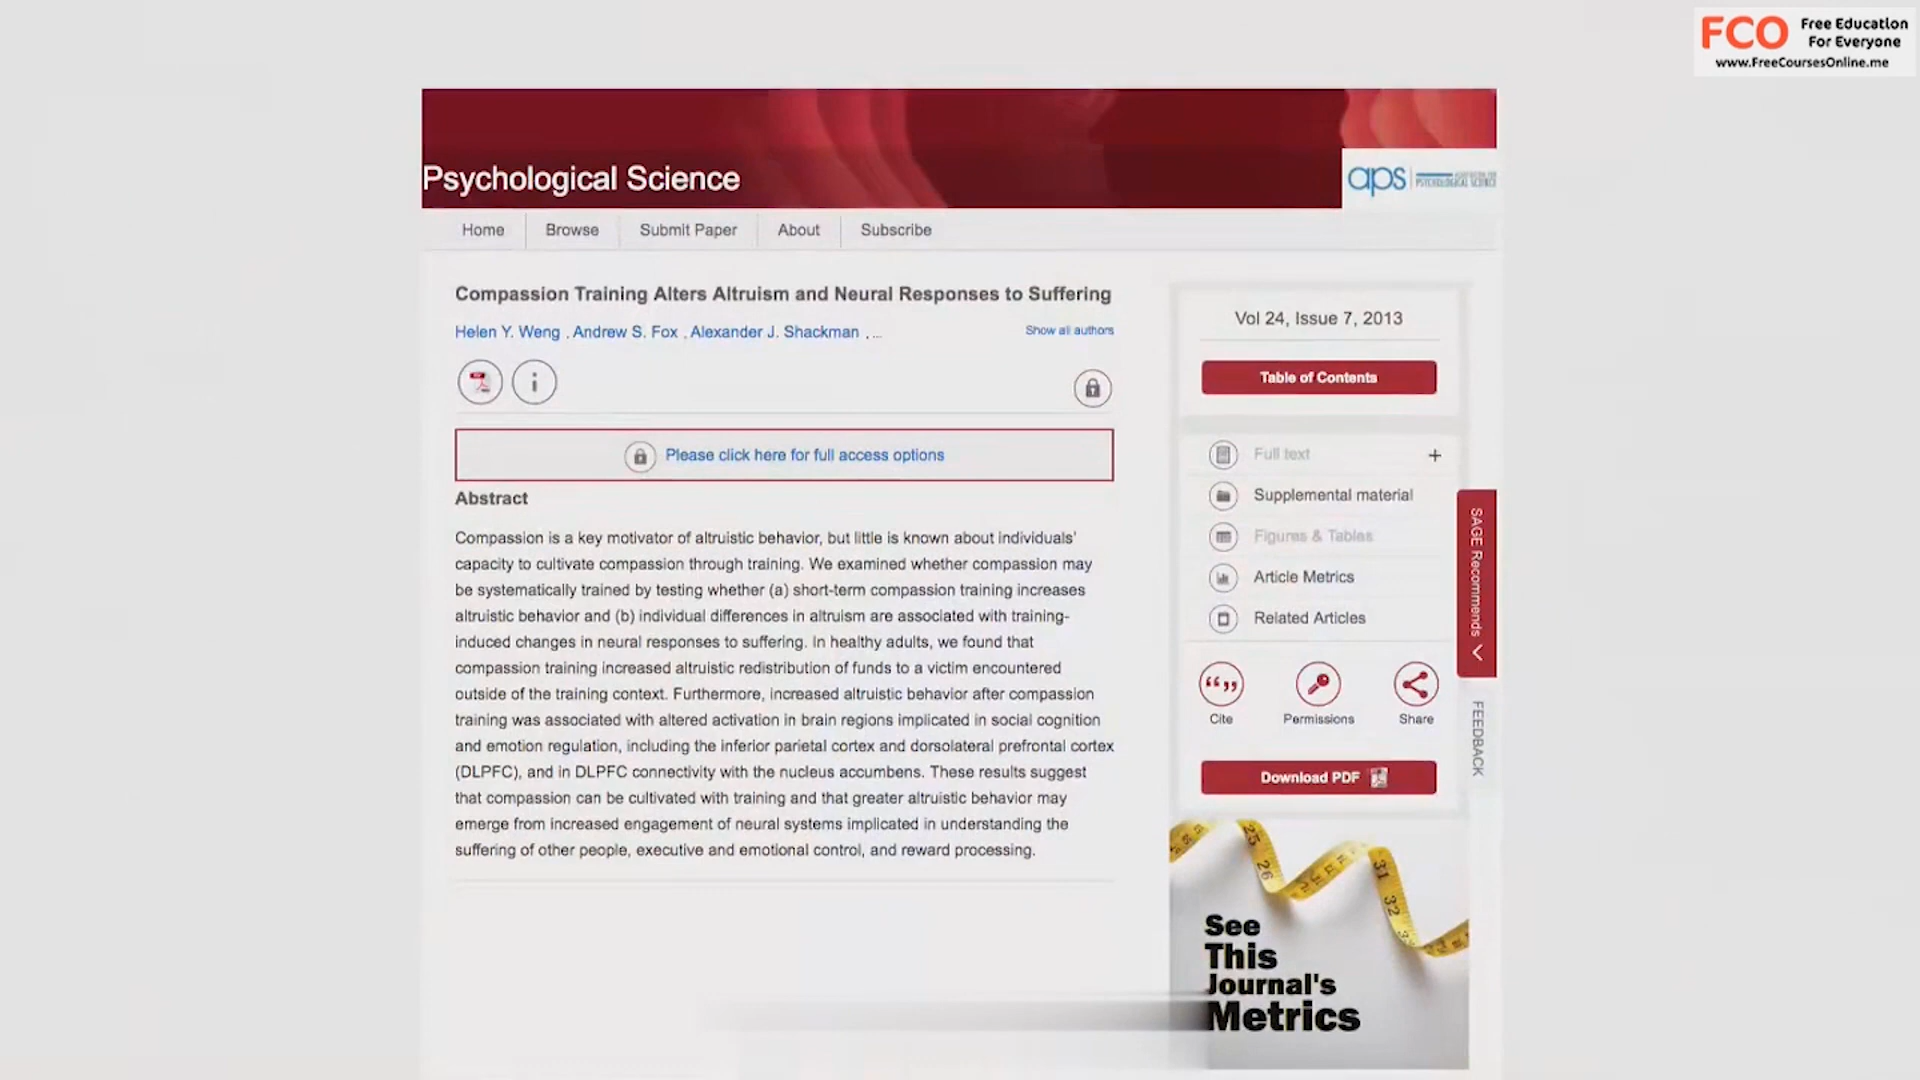 FCO Free Education
For Everyone
www.FreeCoursesOnline.me
Psychological Science
aps ASSOCIATION FOR
PSYCHOLOGICAL SCIENCE
Home Browse Submit Paper About Subscribe
Compassion Training Alters Altruism and Neural Responses to Suffering
Helen Y. Weng , Andrew S. Fox , Alexander J. Shackman , ...
Show all authors
Please click here for full access options
Abstract
Compassion is a key motivator of altruistic behavior, but little is known about individuals'
capacity to cultivate compassion through training. We examined whether compassion may
be systematically trained by testing whether (a) short-term compassion training increases
altruistic behavior and (b) individual differences in altruism are associated with training-
induced changes in neural responses to suffering. In healthy adults, we found that
compassion training increased altruistic redistribution of funds to a victim encountered
outside of the training context. Furthermore, increased altruistic behavior after compassion
training was associated with altered activation in brain regions implicated in social cognition
and emotion regulation, including the inferior parietal cortex and dorsolateral prefrontal cortex
(DLPFC), and in DLPFC connectivity with the nucleus accumbens. These results suggest
that compassion can be cultivated with training and that greater altruistic behavior may
emerge from increased engagement of neural systems implicated in understanding the
suffering of other people, executive and emotional control, and reward processing.
Vol 24, Issue 7, 2013
Table of Contents
Full text +
Supplemental material
Figures & Tables
Article Metrics
Related Articles
Cite Permissions Share
Download PDF
SAGE Recommends
FEEDBACK
25
26
31
32
See
This
Journal's
Metrics